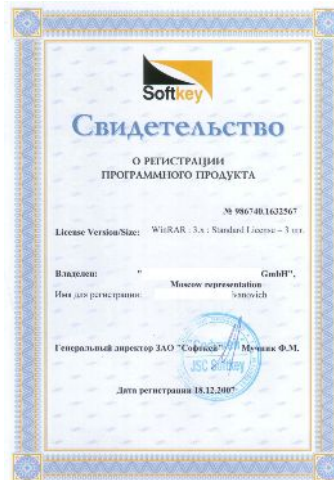 Softkey
Свидетельство
О РЕГИСТРАЦИИ
ПРОГРАММНОГО ПРОДУКТА
№ 986740.1632567
License Version/Size: WinRAR : 3.x : Standard License – 3 шт.
Владелец: " GmbH",
Moscow representation
Имя для регистрации: Ivanovich
Генеральный директор ЗАО "Софткей" Мучник Ф.М.
JSC Softkey
Дата регистрации 18.12.2007